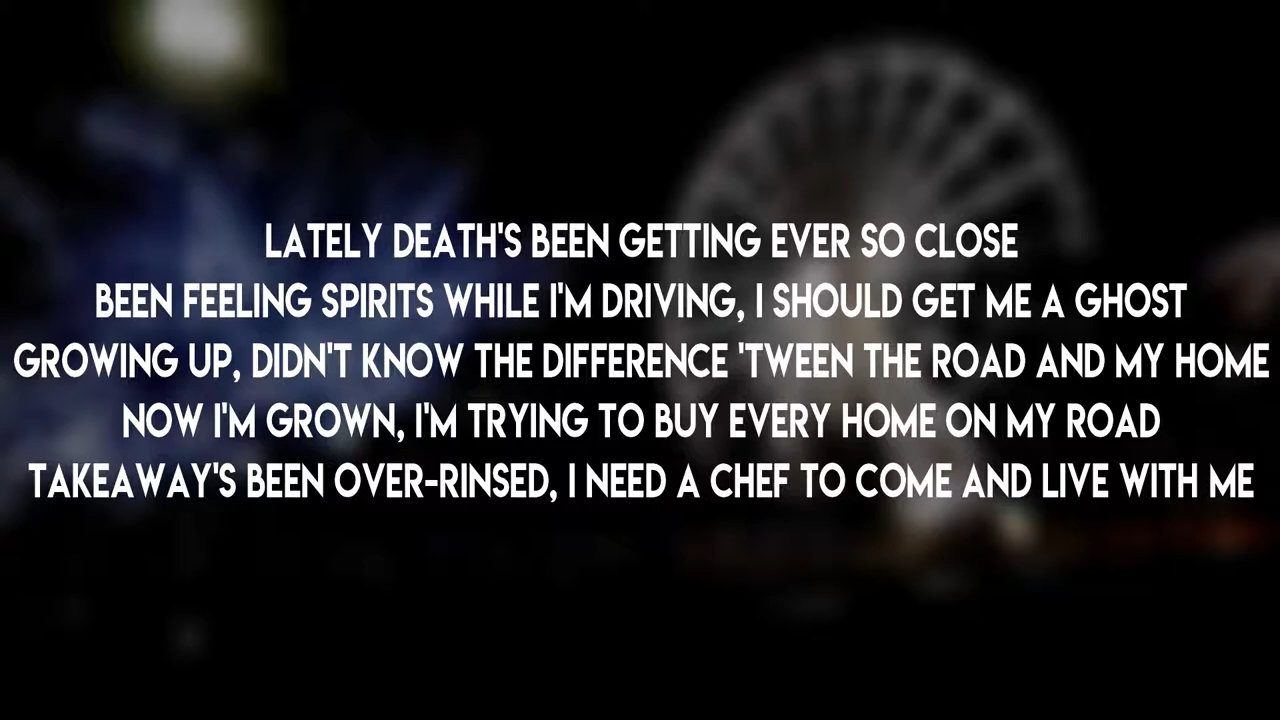 LATELY DEATH'S BEEN GETTING EVER SO CLOSE
BEEN FEELING SPIRITS WHILE I'M DRIVING, I SHOULD GET ME A GHOST
GROWING UP, DIDN'T KNOW THE DIFFERENCE 'TWEEN THE ROAD AND MY HOME
NOW I'M GROWN, I'M TRYING TO BUY EVERY HOME ON MY ROAD
TAKEAWAY'S BEEN OVER-RINSED, I NEED A CHEF TO COME AND LIVE WITH ME